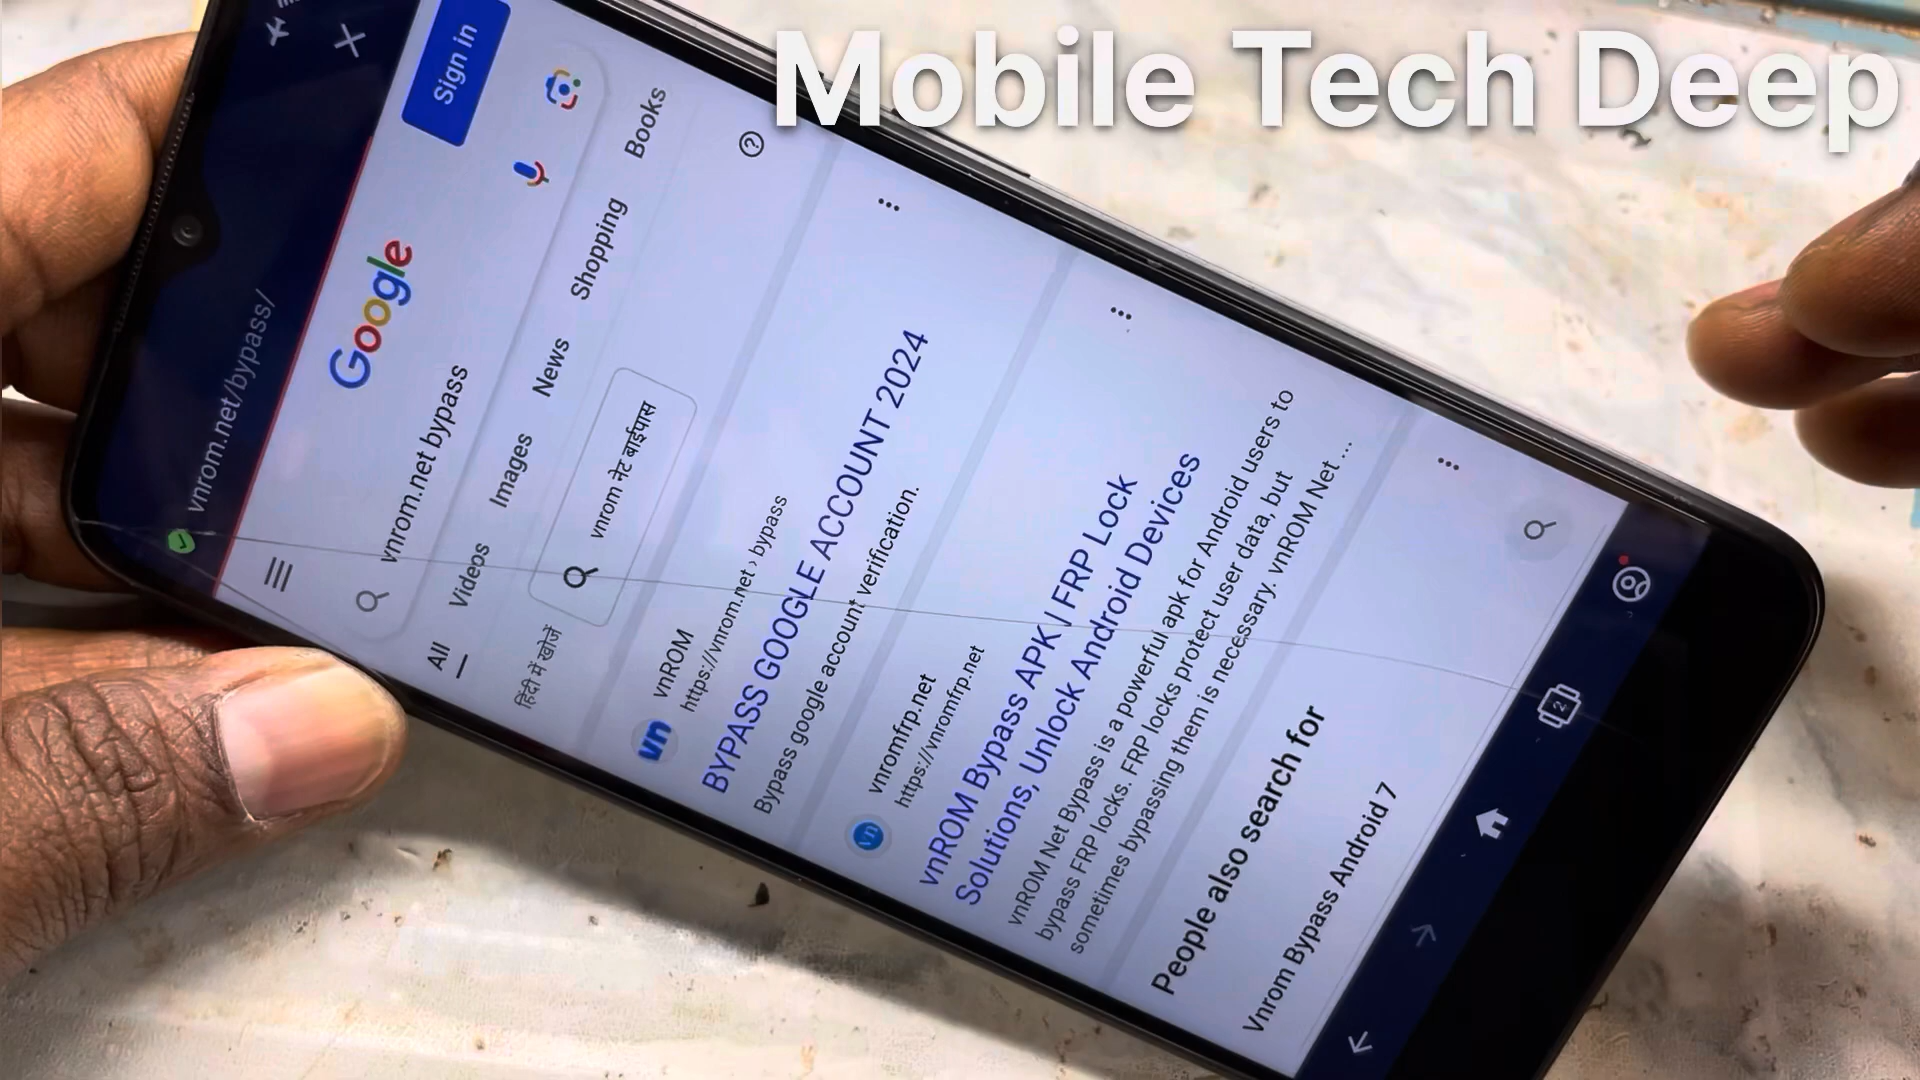 Mobile Tech Deep
vnrom.net/bypass/
Google
Sign in
vnrom.net bypass
All
Videos
Images
News
Shopping
Books
हिंदी में खोजें
vnrom नेट बाईपास
vn
vnROM
https://vnrom.net › bypass
BYPASS GOOGLE ACCOUNT 2024
Bypass google account verification.
vn
vnromfrp.net
https://vnromfrp.net
vnROM Bypass APK | FRP Lock
Solutions, Unlock Android Devices
vnROM Net Bypass is a powerful apk for Android users to
bypass FRP locks. FRP locks protect user data, but
sometimes bypassing them is necessary. vnROM Net ...
People also search for
Vnrom Bypass Android 7
2